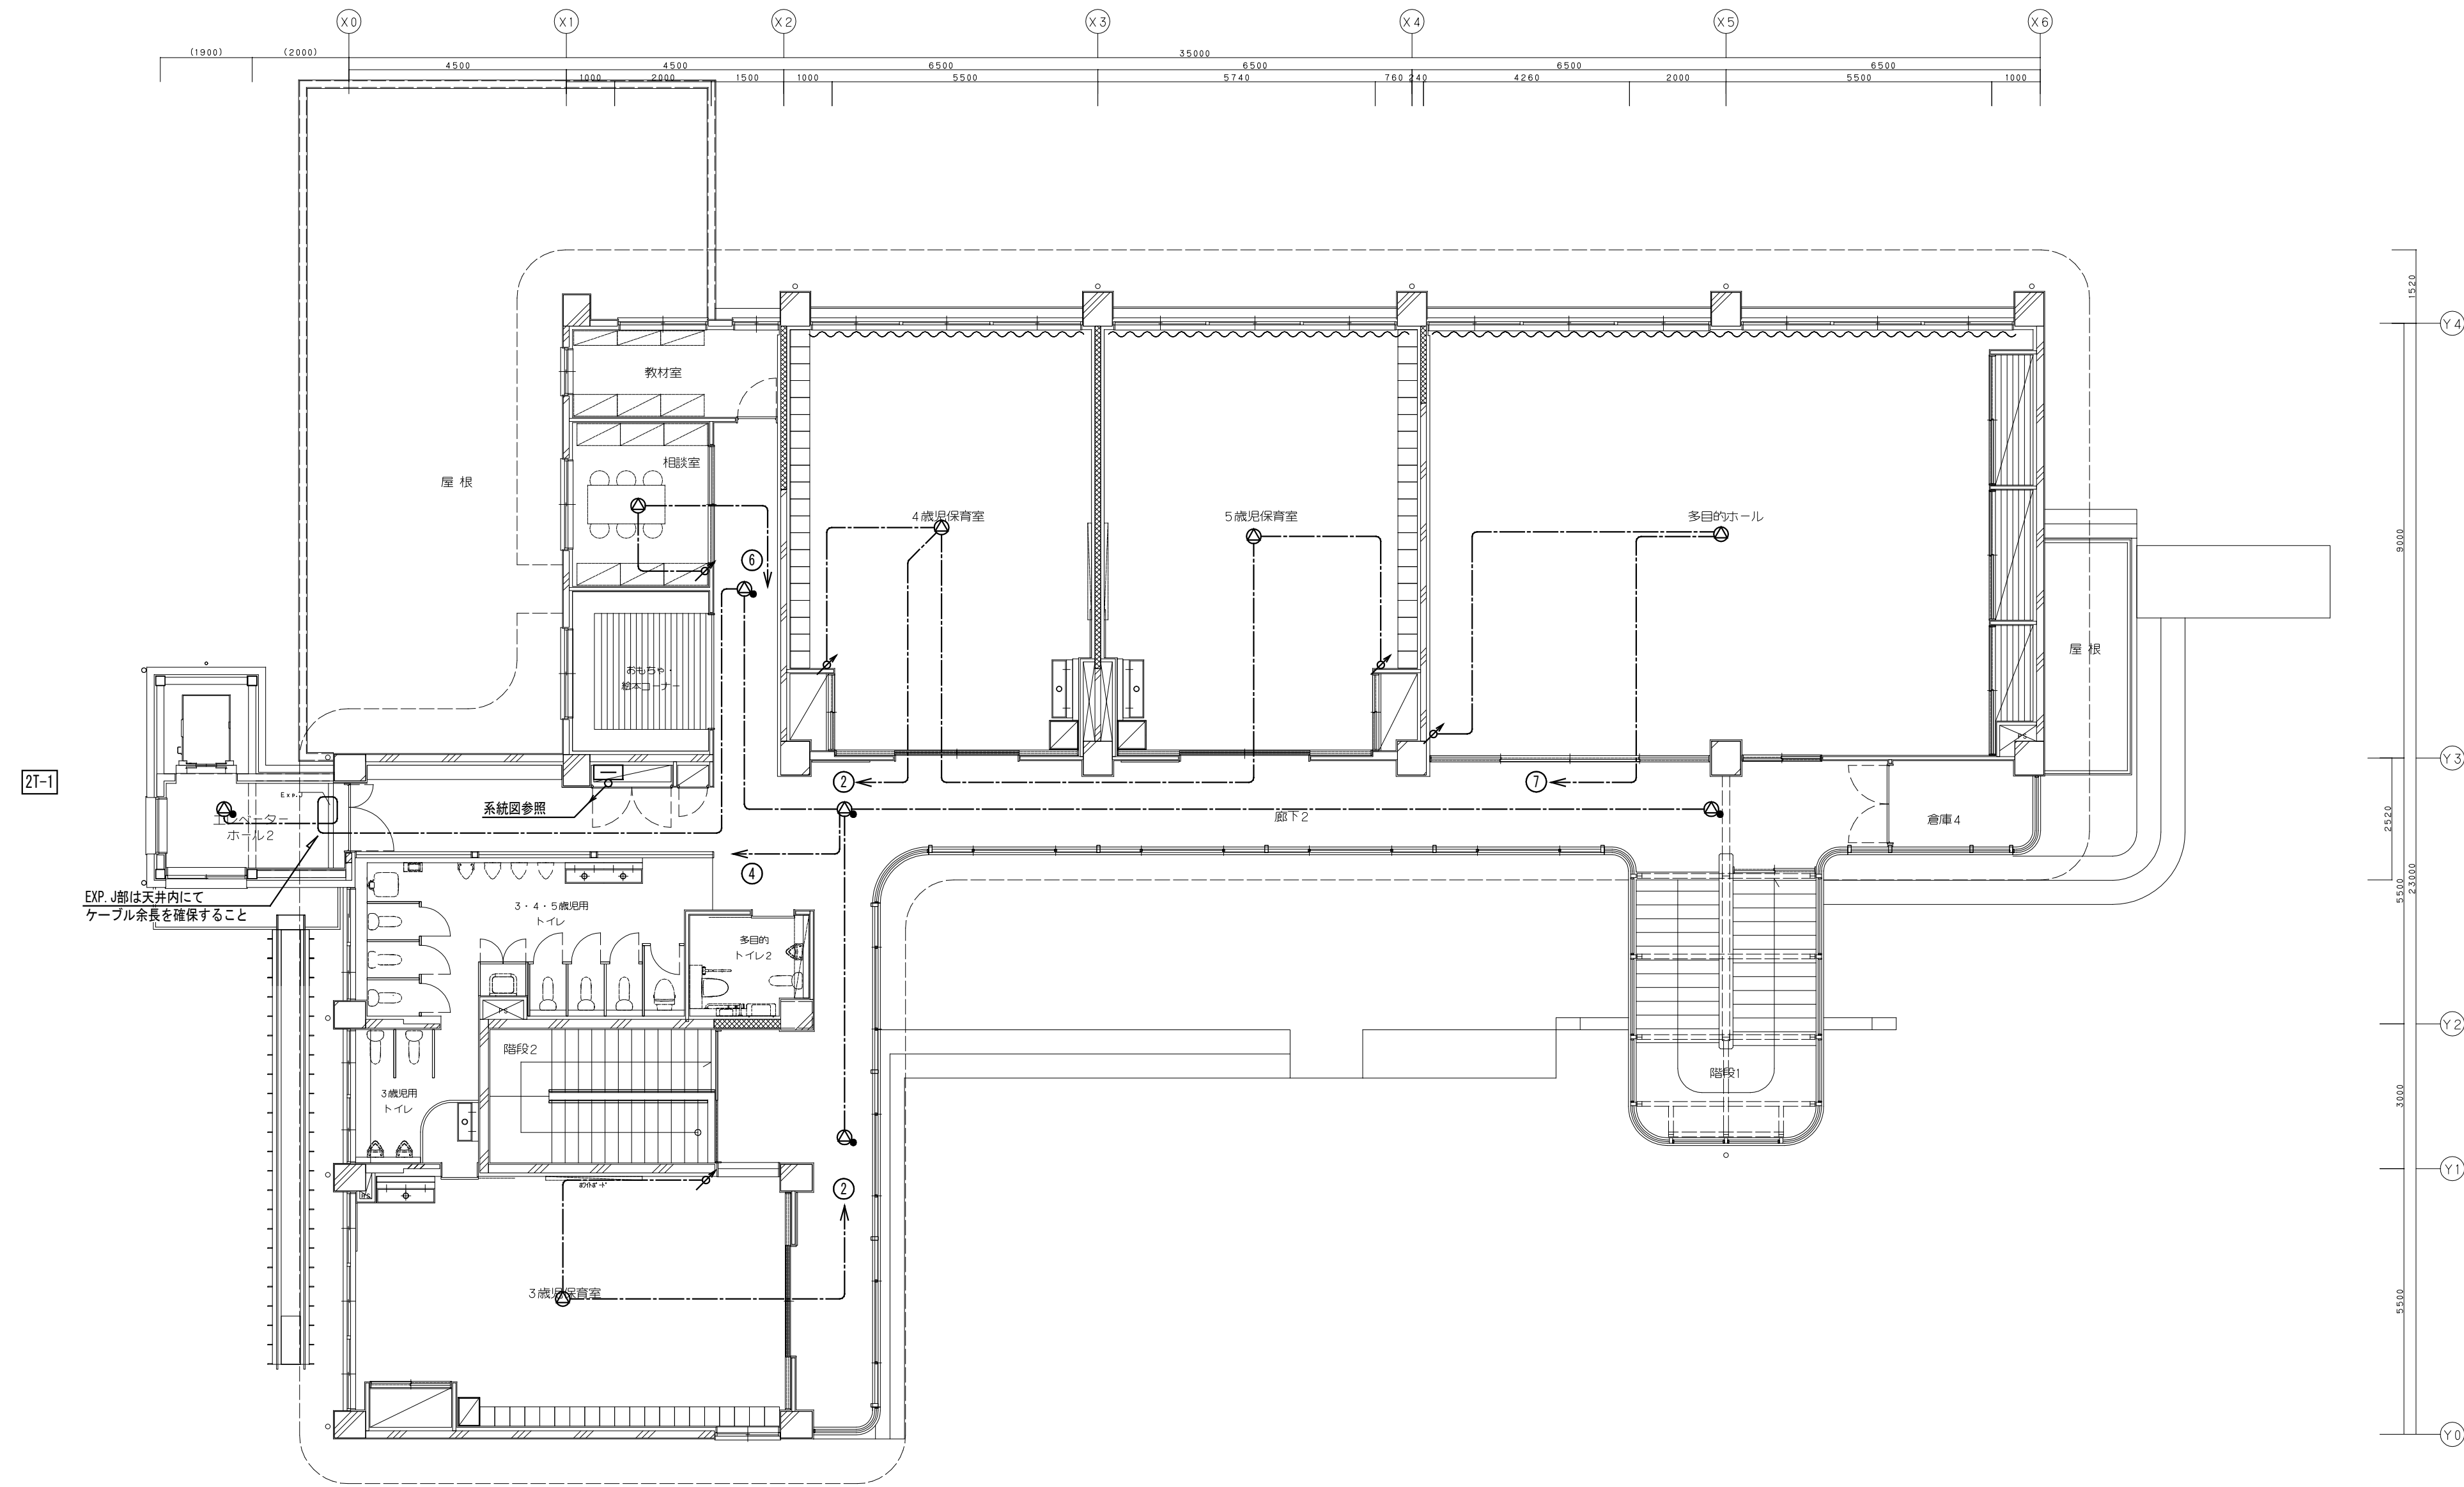 X0 X1 X2 X3 X4 X5 X6
(1900) (2000) 35000
4500 4500 6500 6500 6500 6500
1000 2000 1500 1000 5500 5740 760 240 4260 2000 5500 1000
1520
Y4
教材室
相談室
屋 根
4歳児保育室
5歳児保育室
多目的ホール
9000
6
おもちゃ・
絵本コーナー
屋 根
PS
Y3
2T-1
2
7
Exp.J
系統図参照
エレベーター
ホール2
廊下2
倉庫4
2520
4
EXP.J部は天井内にて
ケーブル余長を確保すること
5500
23000
3・4・5歳児用
トイレ
多目的
トイレ2
PS
Y2
階段2
階段1
3歳児用
トイレ
3000
Y1
PS
ホワイトボード
2
3歳児保育室
5500
Y0